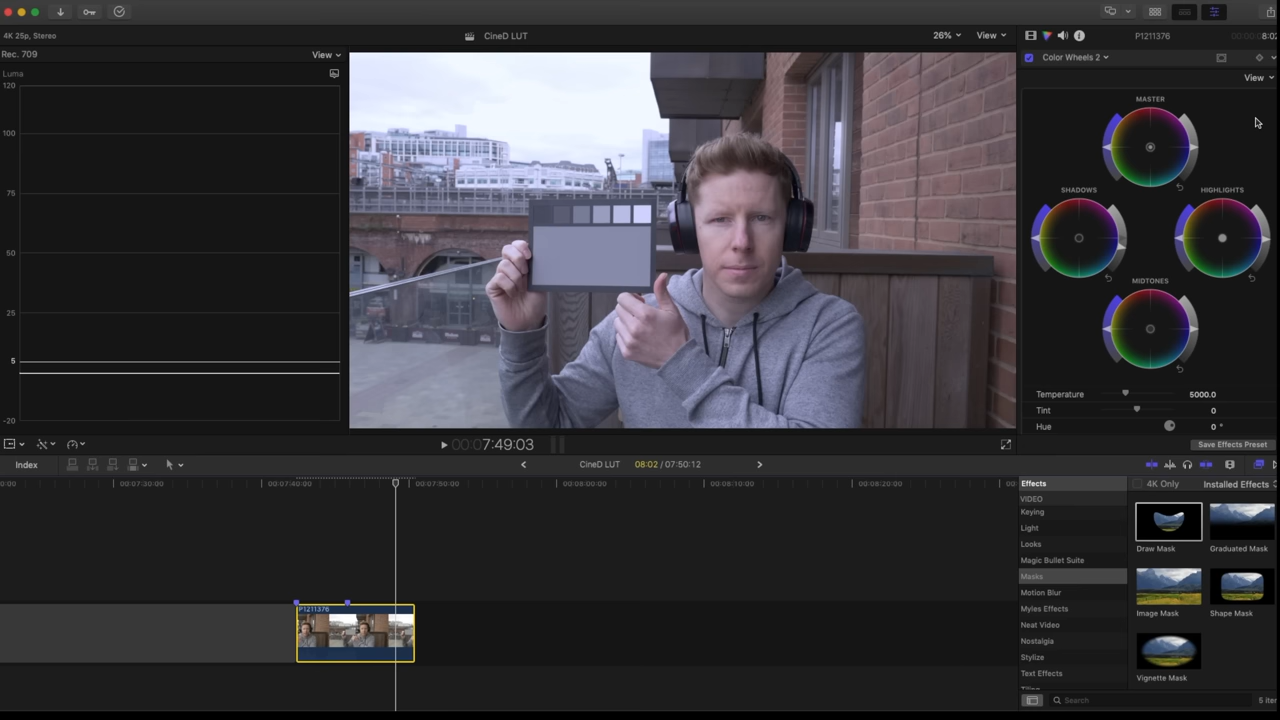 4K 25p, Stereo
CineD LUT
26%
View
P1211376
8:02
Rec. 709
View
Color Wheels 2
Luma
View
120
100
75
50
25
5
-20
MASTER
SHADOWS
HIGHLIGHTS
MIDTONES
Temperature
5000.0
Tint
0
Hue
0 °
Save Effects Preset
00:07:49:03
Index
CineD LUT
08:02 / 07:50:12
00:07:30:00
00:07:40:00
00:07:50:00
00:08:00:00
00:08:10:00
00:08:20:00
P1211376
Effects
4K Only
Installed Effects
VIDEO
Keying
Light
Looks
Magic Bullet Suite
Masks
Motion Blur
Myles Effects
Neat Video
Nostalgia
Stylize
Text Effects
Draw Mask
Graduated Mask
Image Mask
Shape Mask
Vignette Mask
Search